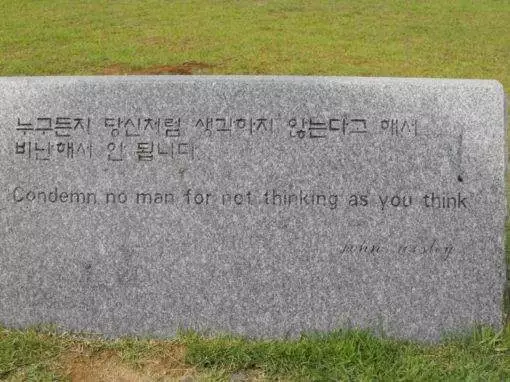 누구든지 당신처럼 생각하지 않는다고 해서
비난해서 안 됩니다
Condemn no man for not thinking as you think
john wesley